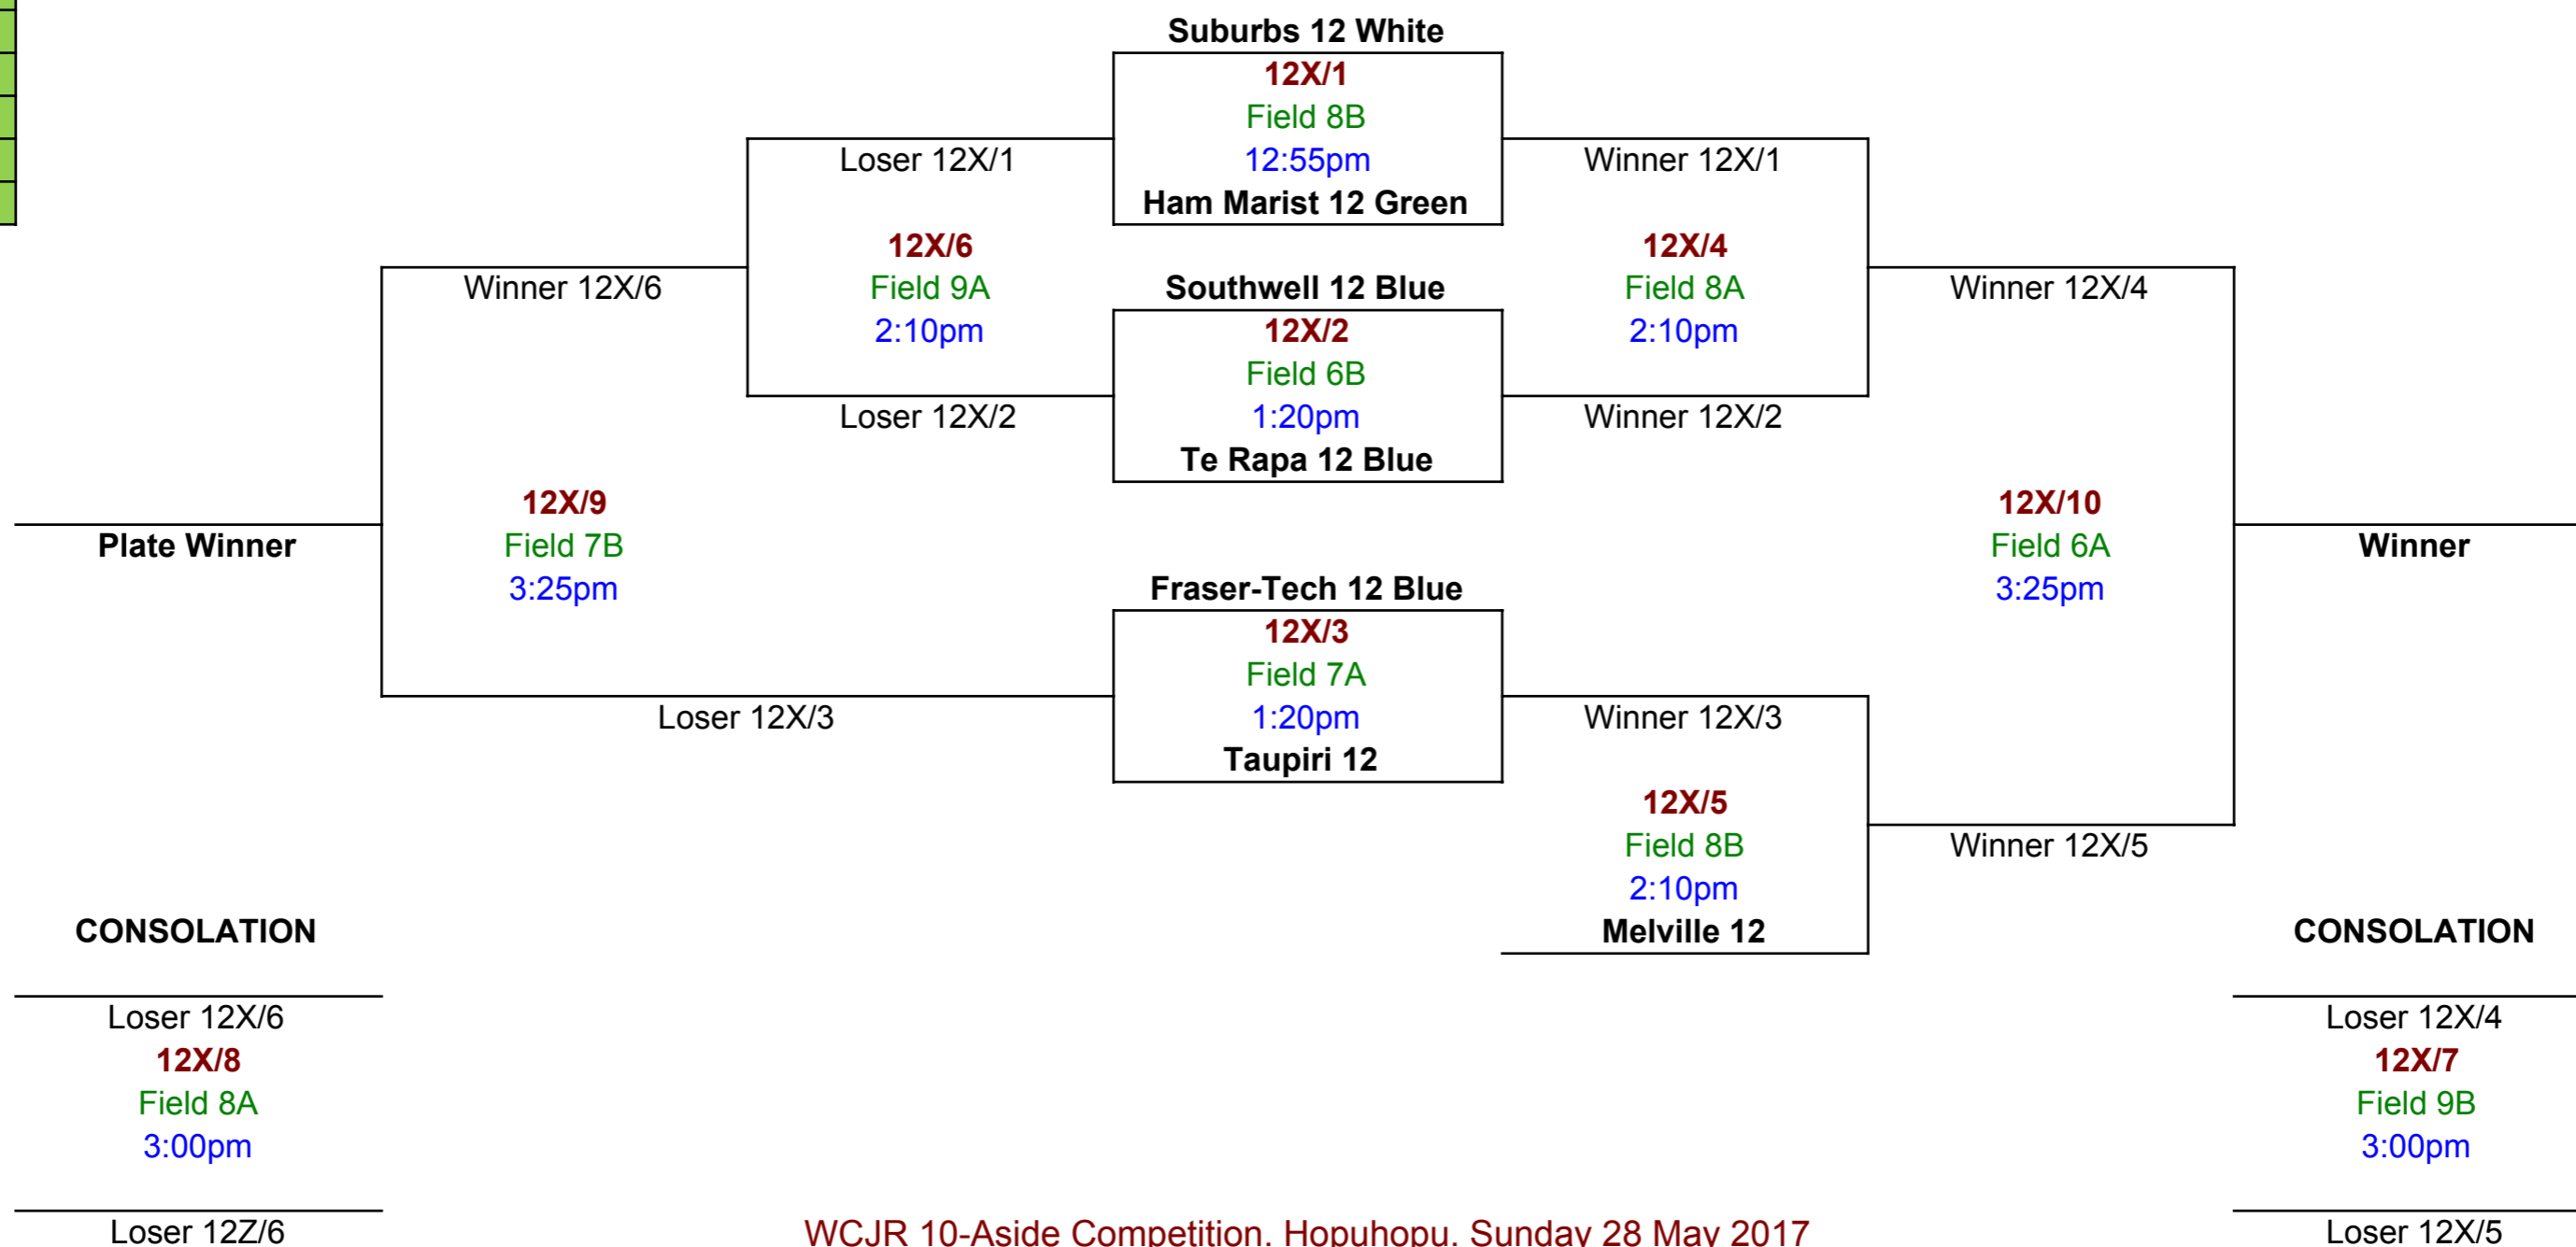 Suburbs 12 White
12X/1
Field 8B
Loser 12X/1
12:55pm
Winner 12X/1
Ham Marist 12 Green
12X/6
12X/4
Winner 12X/6
Field 9A
Southwell 12 Blue
Field 8A
Winner 12X/4
2:10pm
12X/2
2:10pm
Field 6B
Loser 12X/2
1:20pm
Winner 12X/2
Te Rapa 12 Blue
12X/9
12X/10
Plate Winner
Field 7B
Field 6A
Winner
3:25pm
Fraser-Tech 12 Blue
3:25pm
12X/3
Field 7A
Loser 12X/3
1:20pm
Winner 12X/3
Taupiri 12
12X/5
Field 8B
Winner 12X/5
2:10pm
CONSOLATION
Melville 12
CONSOLATION
Loser 12X/6
Loser 12X/4
12X/8
12X/7
Field 8A
Field 9B
3:00pm
3:00pm
Loser 12Z/6
WCJR 10-Aside Competition. Hopuhopu. Sunday 28 May 2017
Loser 12X/5